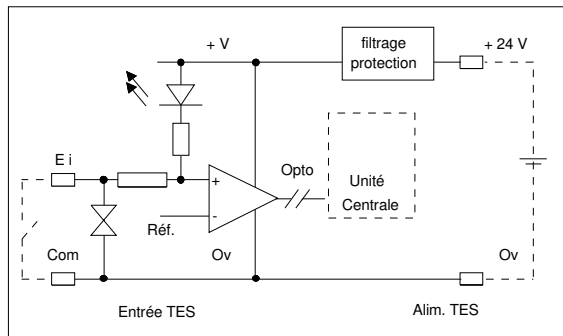 + V
filtrage
protection
+ 24 V
E i
+
-
Opto
Unité
Centrale
Réf.
Com
Ov
Ov
Entrée TES
Alim. TES